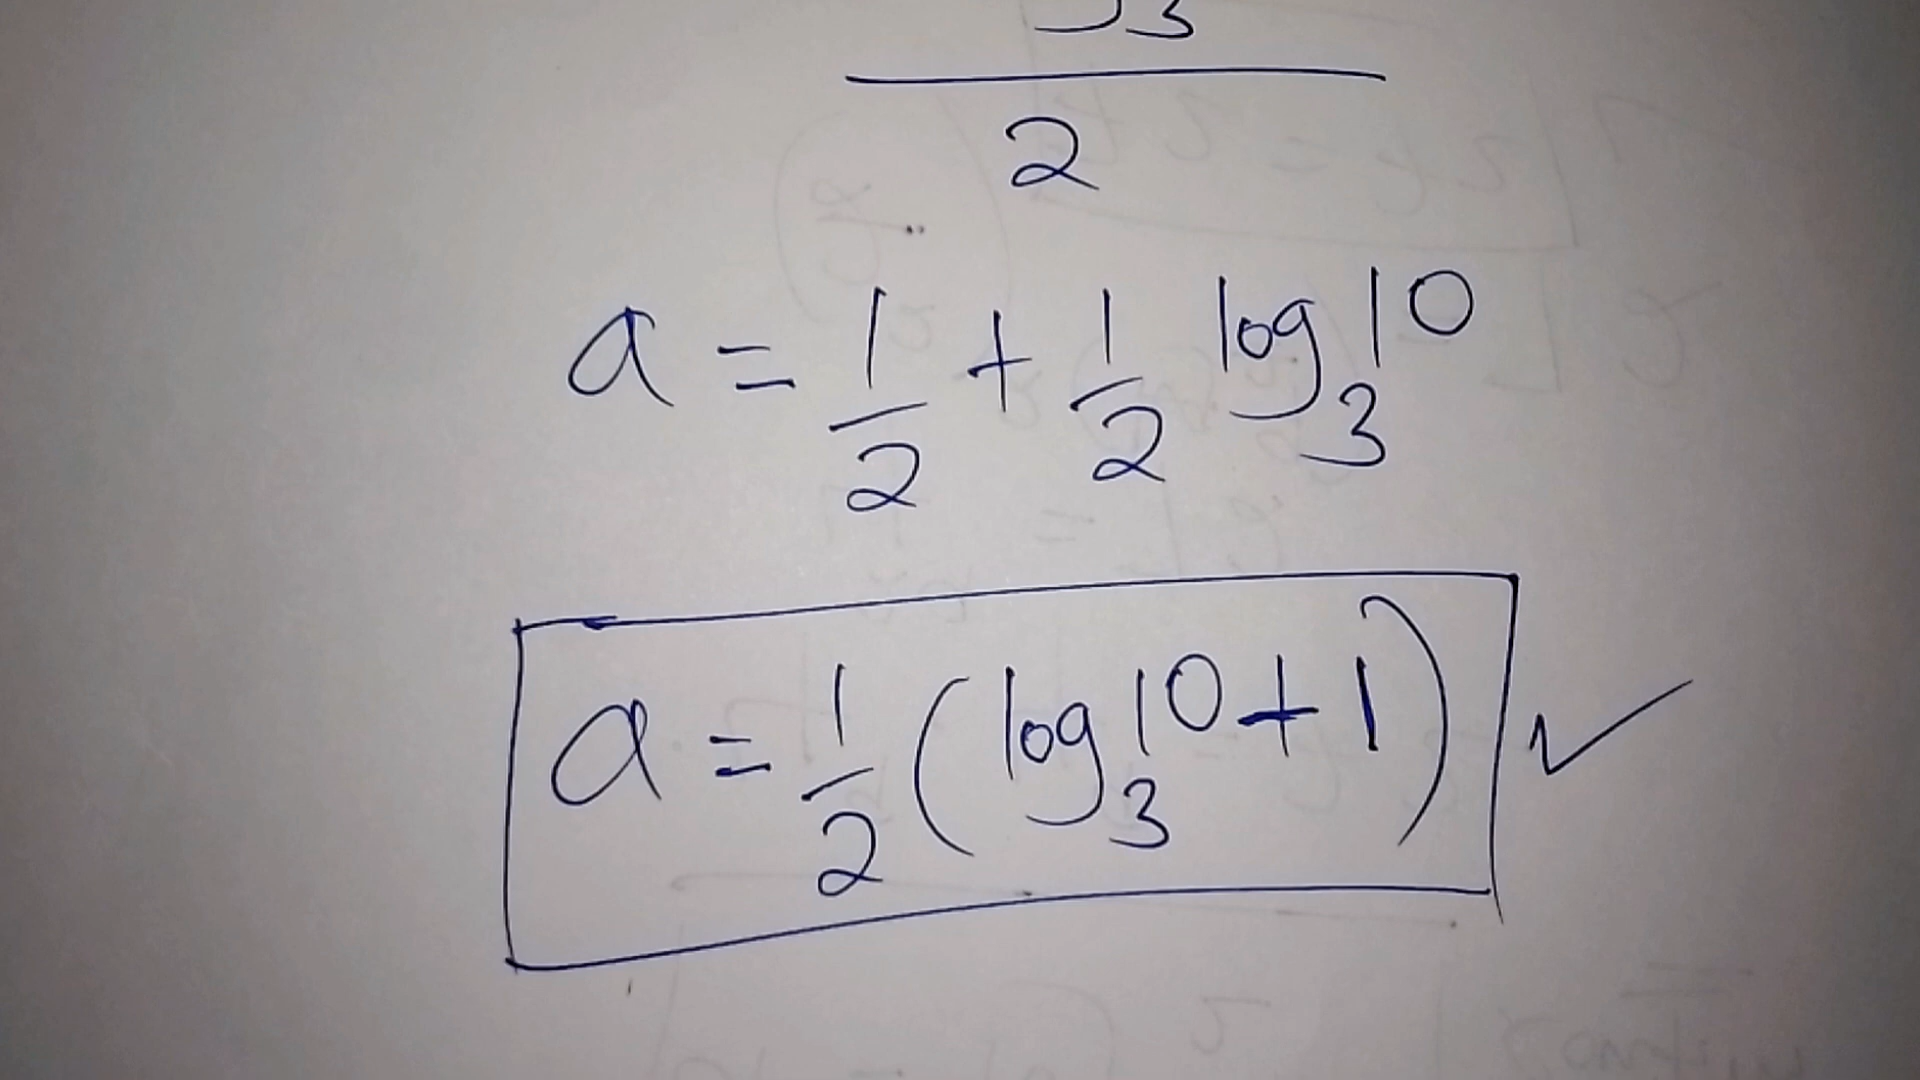 2
a = 1/2 + 1/2 log₃10
a = 1/2 (log₃10 + 1) ✓